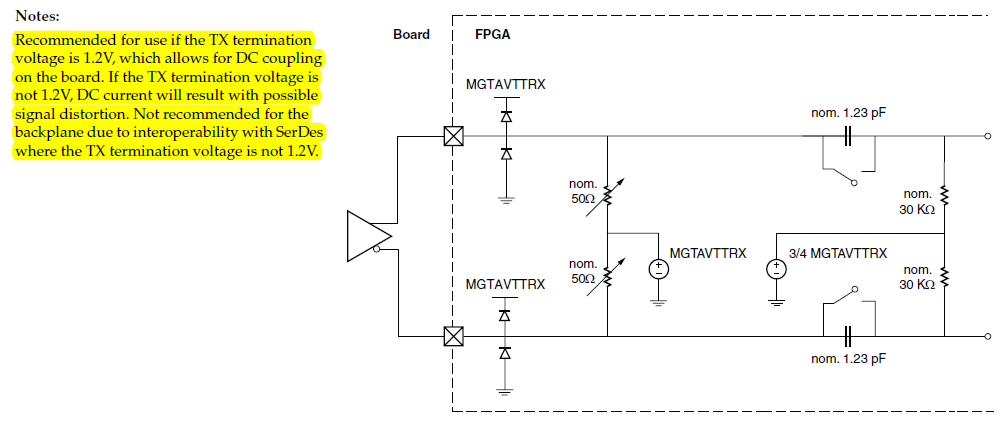 Notes:
Recommended for use if the TX termination
voltage is 1.2V, which allows for DC coupling
on the board. If the TX termination voltage is
not 1.2V, DC current will result with possible
signal distortion. Not recommended for the
backplane due to interoperability with SerDes
where the TX termination voltage is not 1.2V.
Board
FPGA
MGTAVTTRX
nom. 1.23 pF
nom.
50Ω
nom.
30 KΩ
MGTAVTTRX
3/4 MGTAVTTRX
nom.
50Ω
nom.
30 KΩ
MGTAVTTRX
nom. 1.23 pF